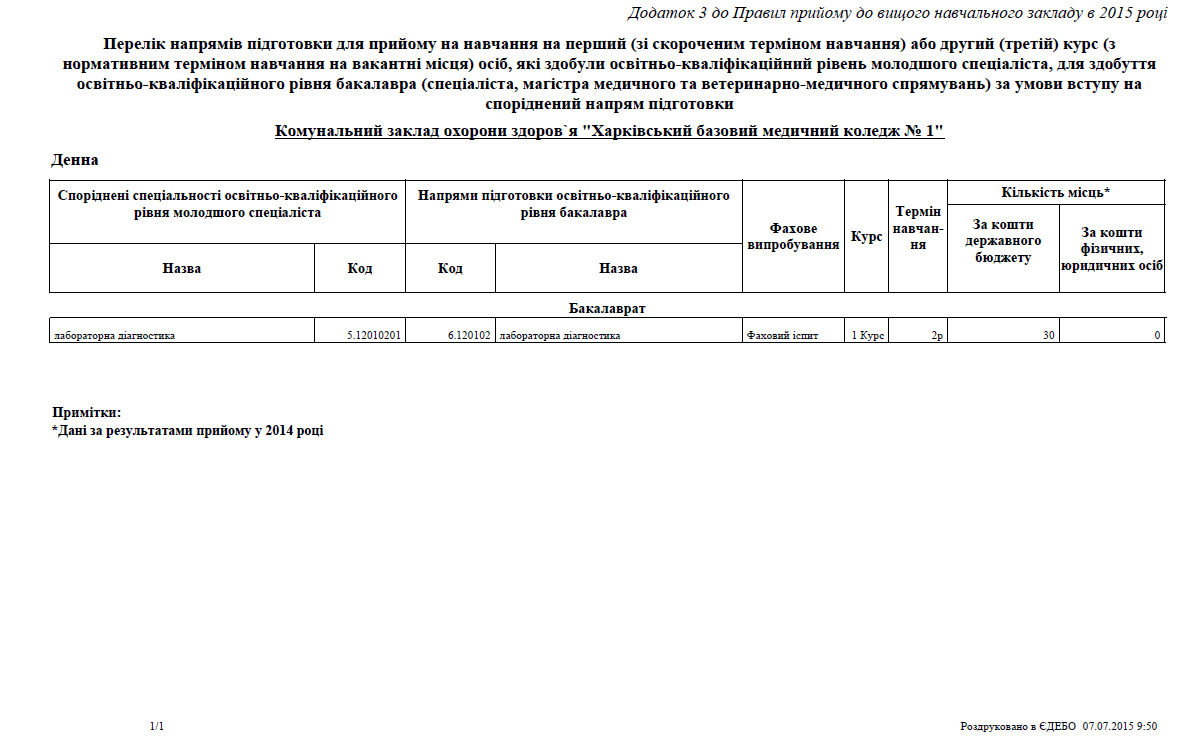 Додаток 3 до Правил прийому до вищого навчального закладу в 2015 році
Перелік напрямів підготовки для прийому на навчання на перший (зі скороченим терміном навчання) або другий (третій) курс (з
нормативним терміном навчання на вакантні місця) осіб, які здобули освітньо-кваліфікаційний рівень молодшого спеціаліста, для здобуття
освітньо-кваліфікаційного рівня бакалавра (спеціаліста, магістра медичного та ветеринарно-медичного спрямувань) за умови вступу на
споріднений напрям підготовки
Комунальний заклад охорони здоров`я "Харківський базовий медичний коледж № 1"
Денна
Споріднені спеціальності освітньо-кваліфікаційного
рівня молодшого спеціаліста
Напрями підготовки освітньо-кваліфікаційного
рівня бакалавра
Фахове
випробування
Курс
Термін
навчан-
ня
Кількість місць*
За кошти
державного
бюджету
За кошти
фізичних,
юридичних осіб
Назва
Код
Код
Назва
Бакалаврат
лабораторна діагностика 5.12010201 6.120102 лабораторна діагностика Фаховий іспит 1 Курс 2р 30 0
Примітки:
*Дані за результатами прийому у 2014 році
1/1
Роздруковано в ЄДЕБО 07.07.2015 9:50